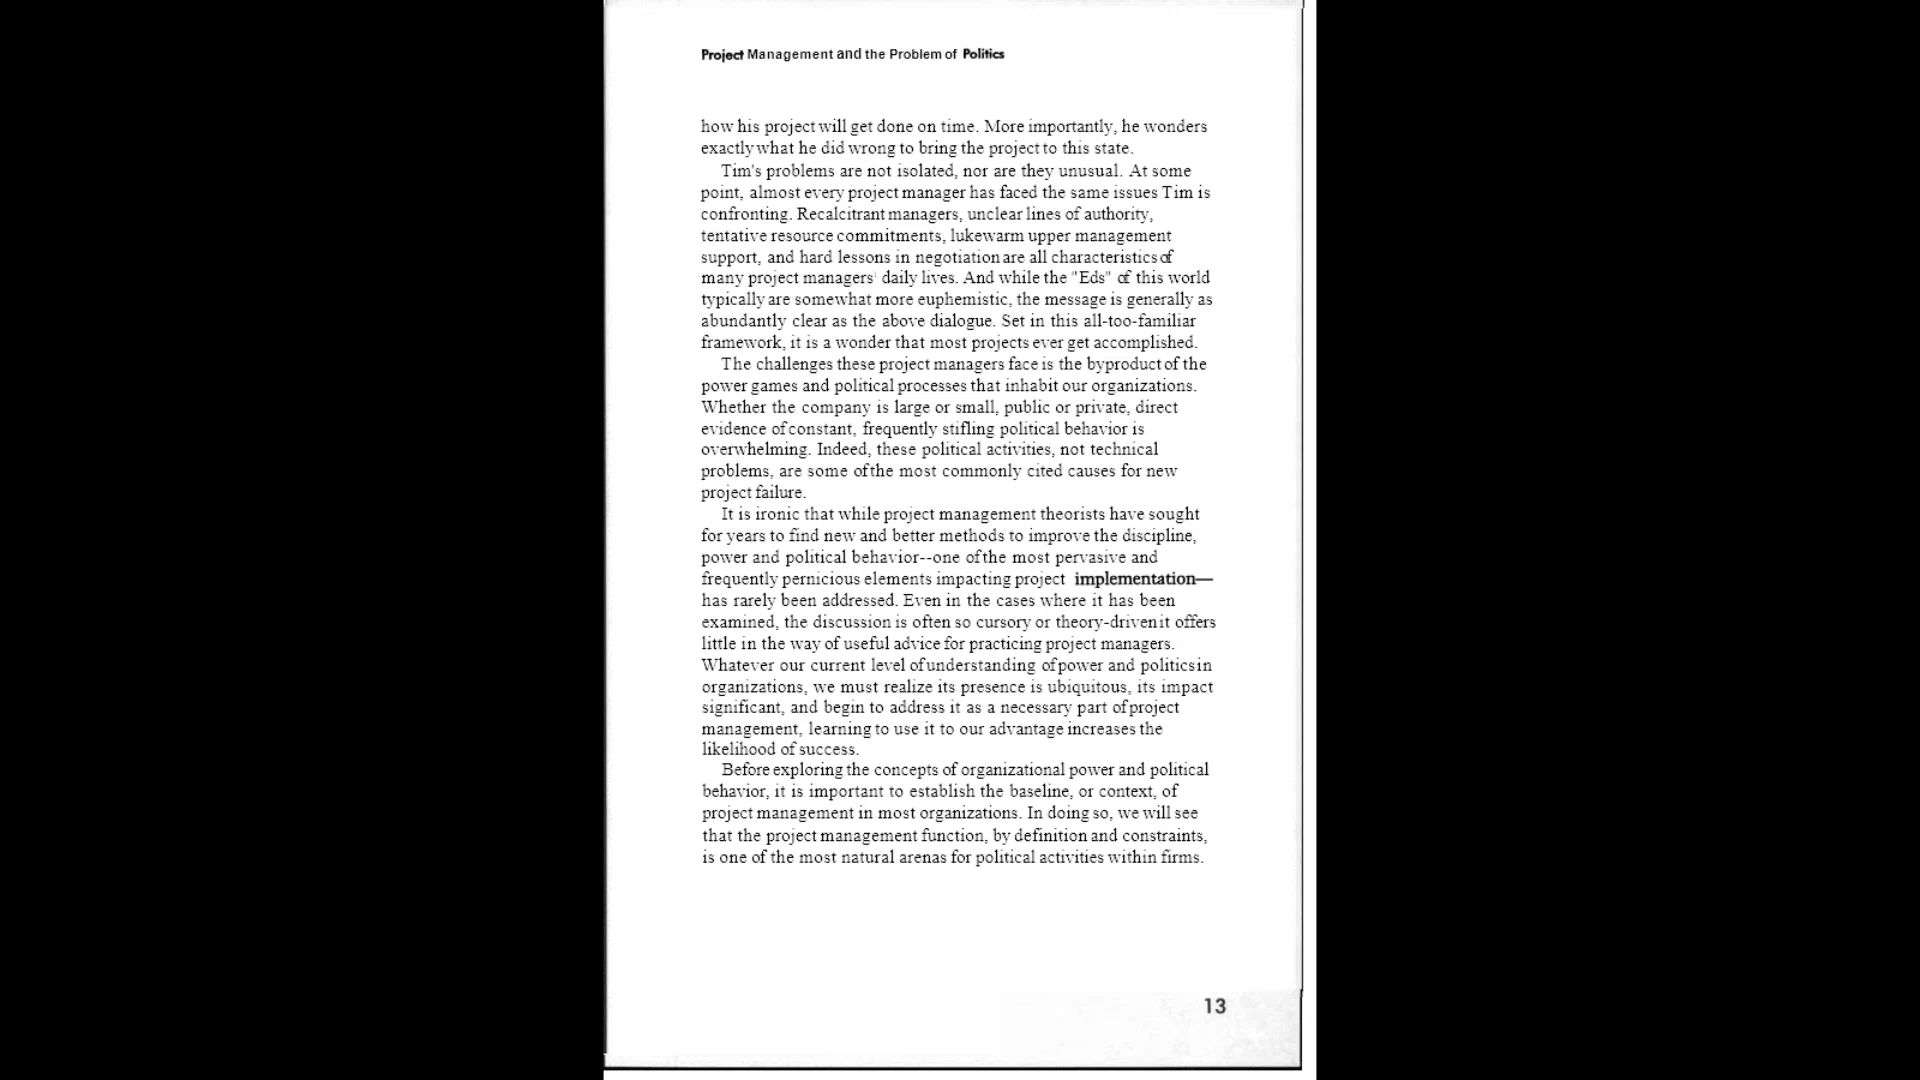 Project Management and the Problem of Politics
how his project will get done on time. More importantly, he wonders
exactly what he did wrong to bring the project to this state.
Tim's problems are not isolated, nor are they unusual. At some
point, almost every project manager has faced the same issues Tim is
confronting. Recalcitrant managers, unclear lines of authority,
tentative resource commitments, lukewarm upper management
support, and hard lessons in negotiation are all characteristics of
many project managers' daily lives. And while the "Eds" of this world
typically are somewhat more euphemistic, the message is generally as
abundantly clear as the above dialogue. Set in this all-too-familiar
framework, it is a wonder that most projects ever get accomplished.
The challenges these project managers face is the byproduct of the
power games and political processes that inhabit our organizations.
Whether the company is large or small, public or private, direct
evidence of constant, frequently stifling political behavior is
overwhelming. Indeed, these political activities, not technical
problems, are some of the most commonly cited causes for new
project failure.
It is ironic that while project management theorists have sought
for years to find new and better methods to improve the discipline,
power and political behavior--one of the most pervasive and
frequently pernicious elements impacting project implementation—
has rarely been addressed. Even in the cases where it has been
examined, the discussion is often so cursory or theory-driven it offers
little in the way of useful advice for practicing project managers.
Whatever our current level of understanding of power and politics in
organizations, we must realize its presence is ubiquitous, its impact
significant, and begin to address it as a necessary part of project
management, learning to use it to our advantage increases the
likelihood of success.
Before exploring the concepts of organizational power and political
behavior, it is important to establish the baseline, or context, of
project management in most organizations. In doing so, we will see
that the project management function, by definition and constraints,
is one of the most natural arenas for political activities within firms.
13